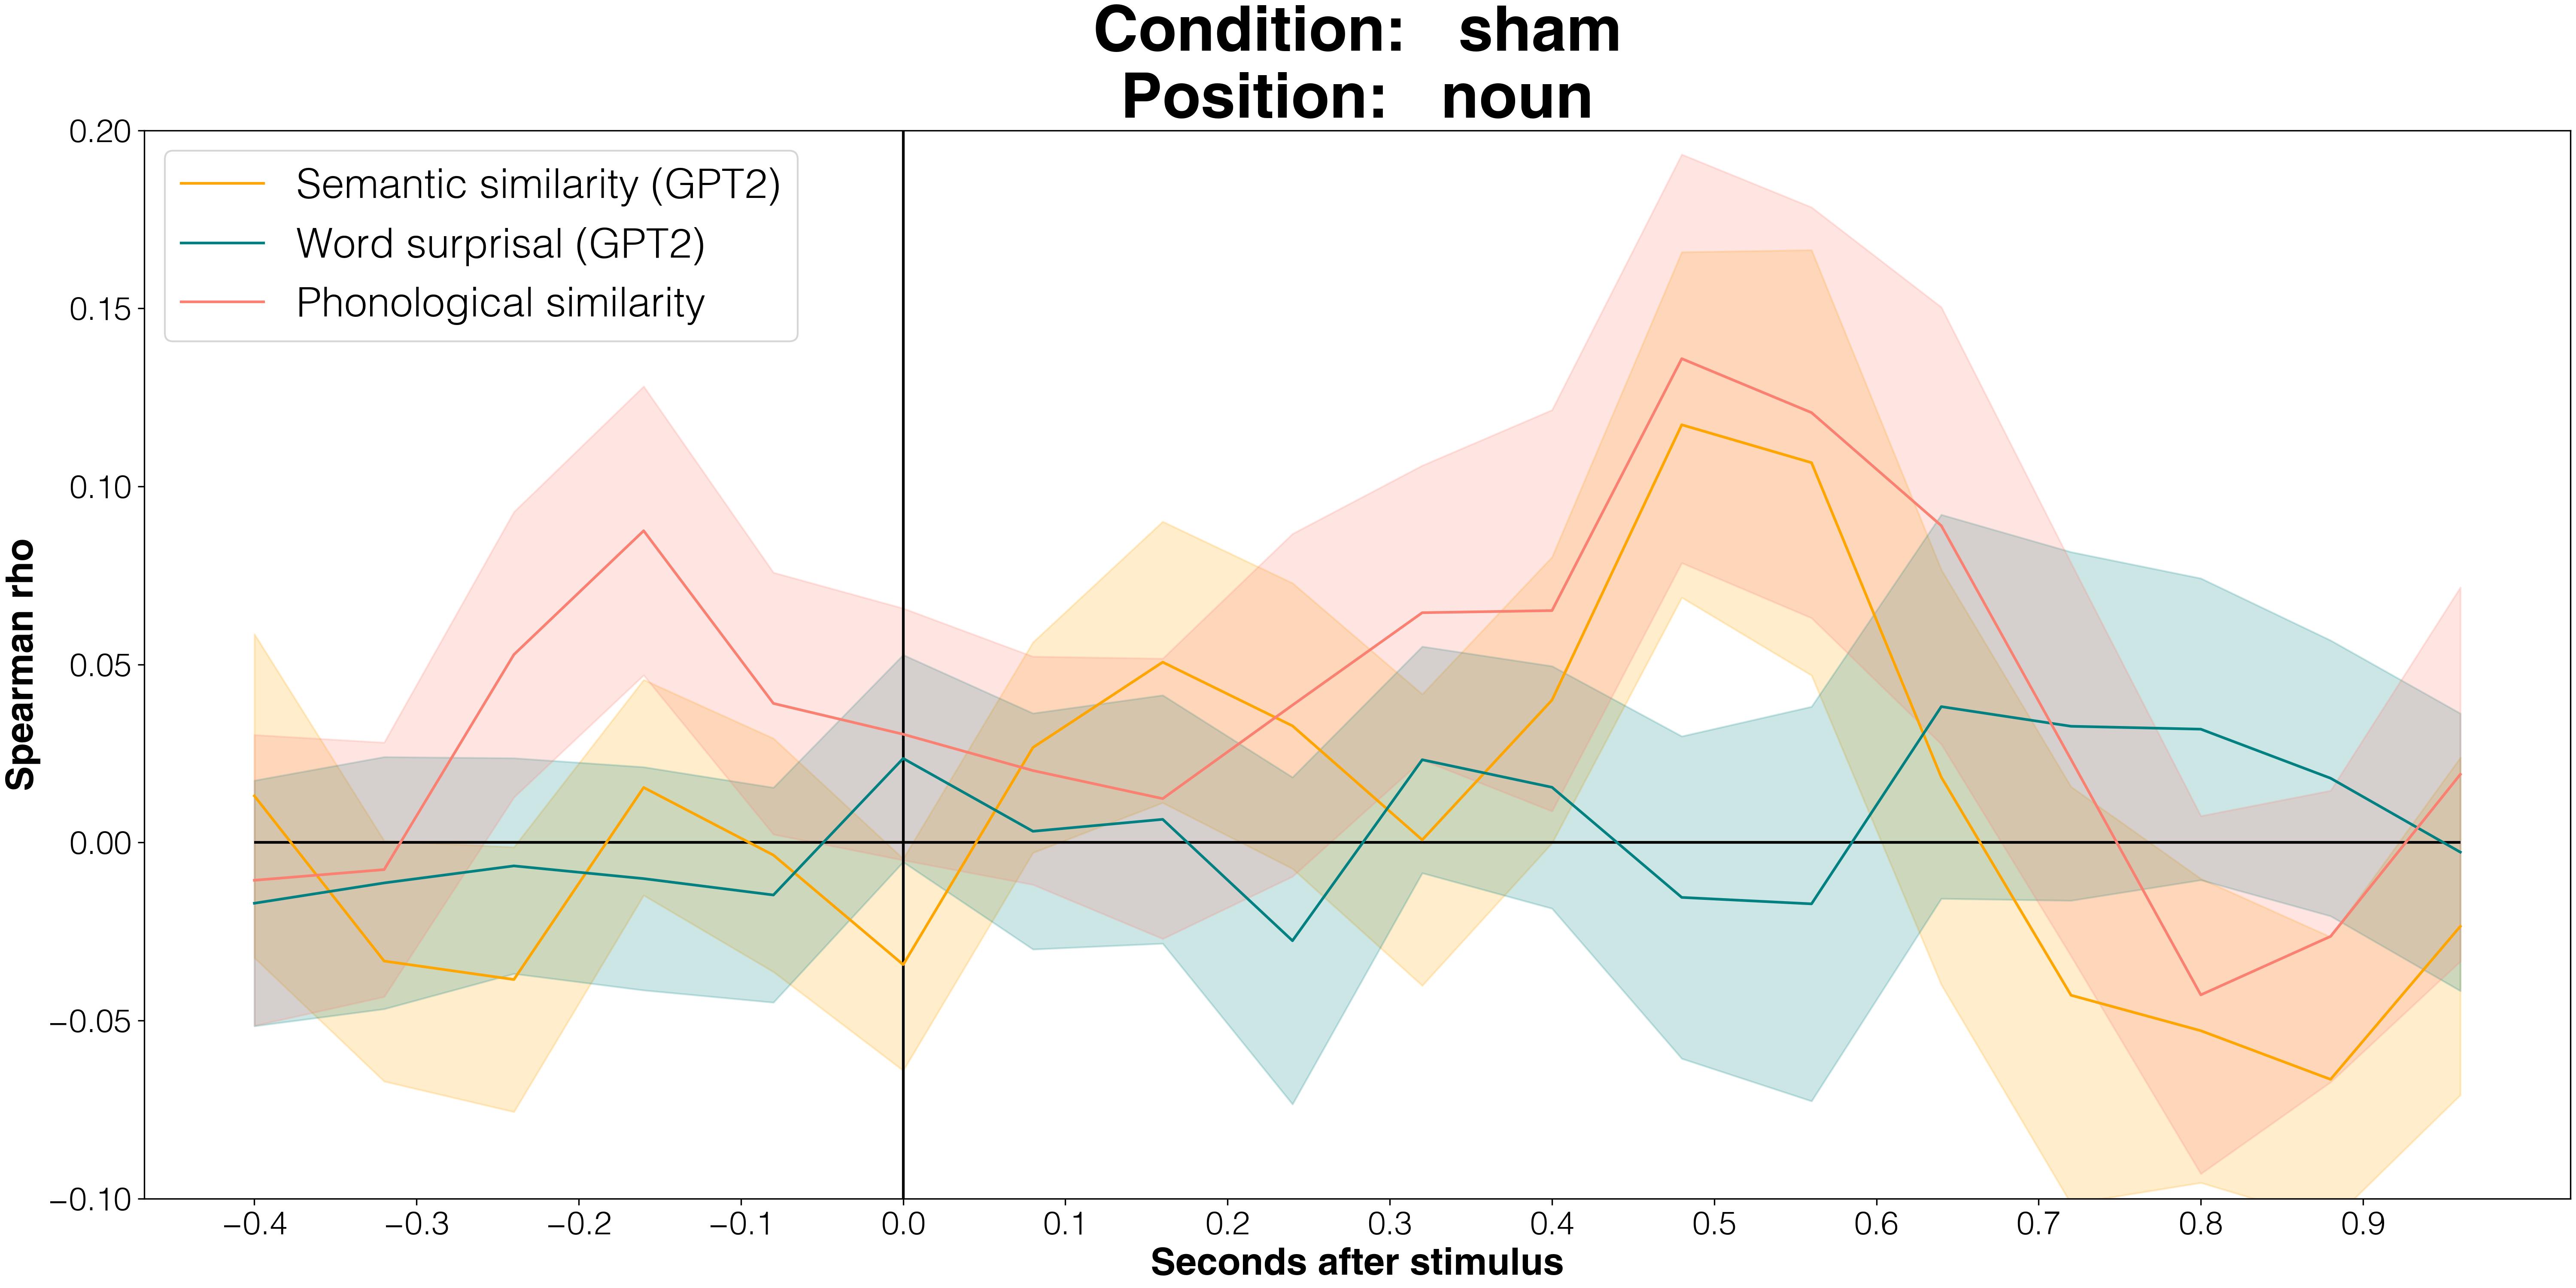 Condition: sham
Position: noun
Semantic similarity (GPT2)
Word surprisal (GPT2)
Phonological similarity
0.20
0.15
0.10
0.05
0.00
−0.05
−0.10
Spearman rho
−0.4 −0.3 −0.2 −0.1 0.0 0.1 0.2 0.3 0.4 0.5 0.6 0.7 0.8 0.9
Seconds after stimulus